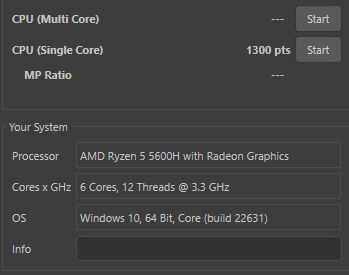 CPU (Multi Core) --- Start
CPU (Single Core) 1300 pts Start
MP Ratio ---
Your System
Processor AMD Ryzen 5 5600H with Radeon Graphics
Cores x GHz 6 Cores, 12 Threads @ 3.3 GHz
OS Windows 10, 64 Bit, Core (build 22631)
Info